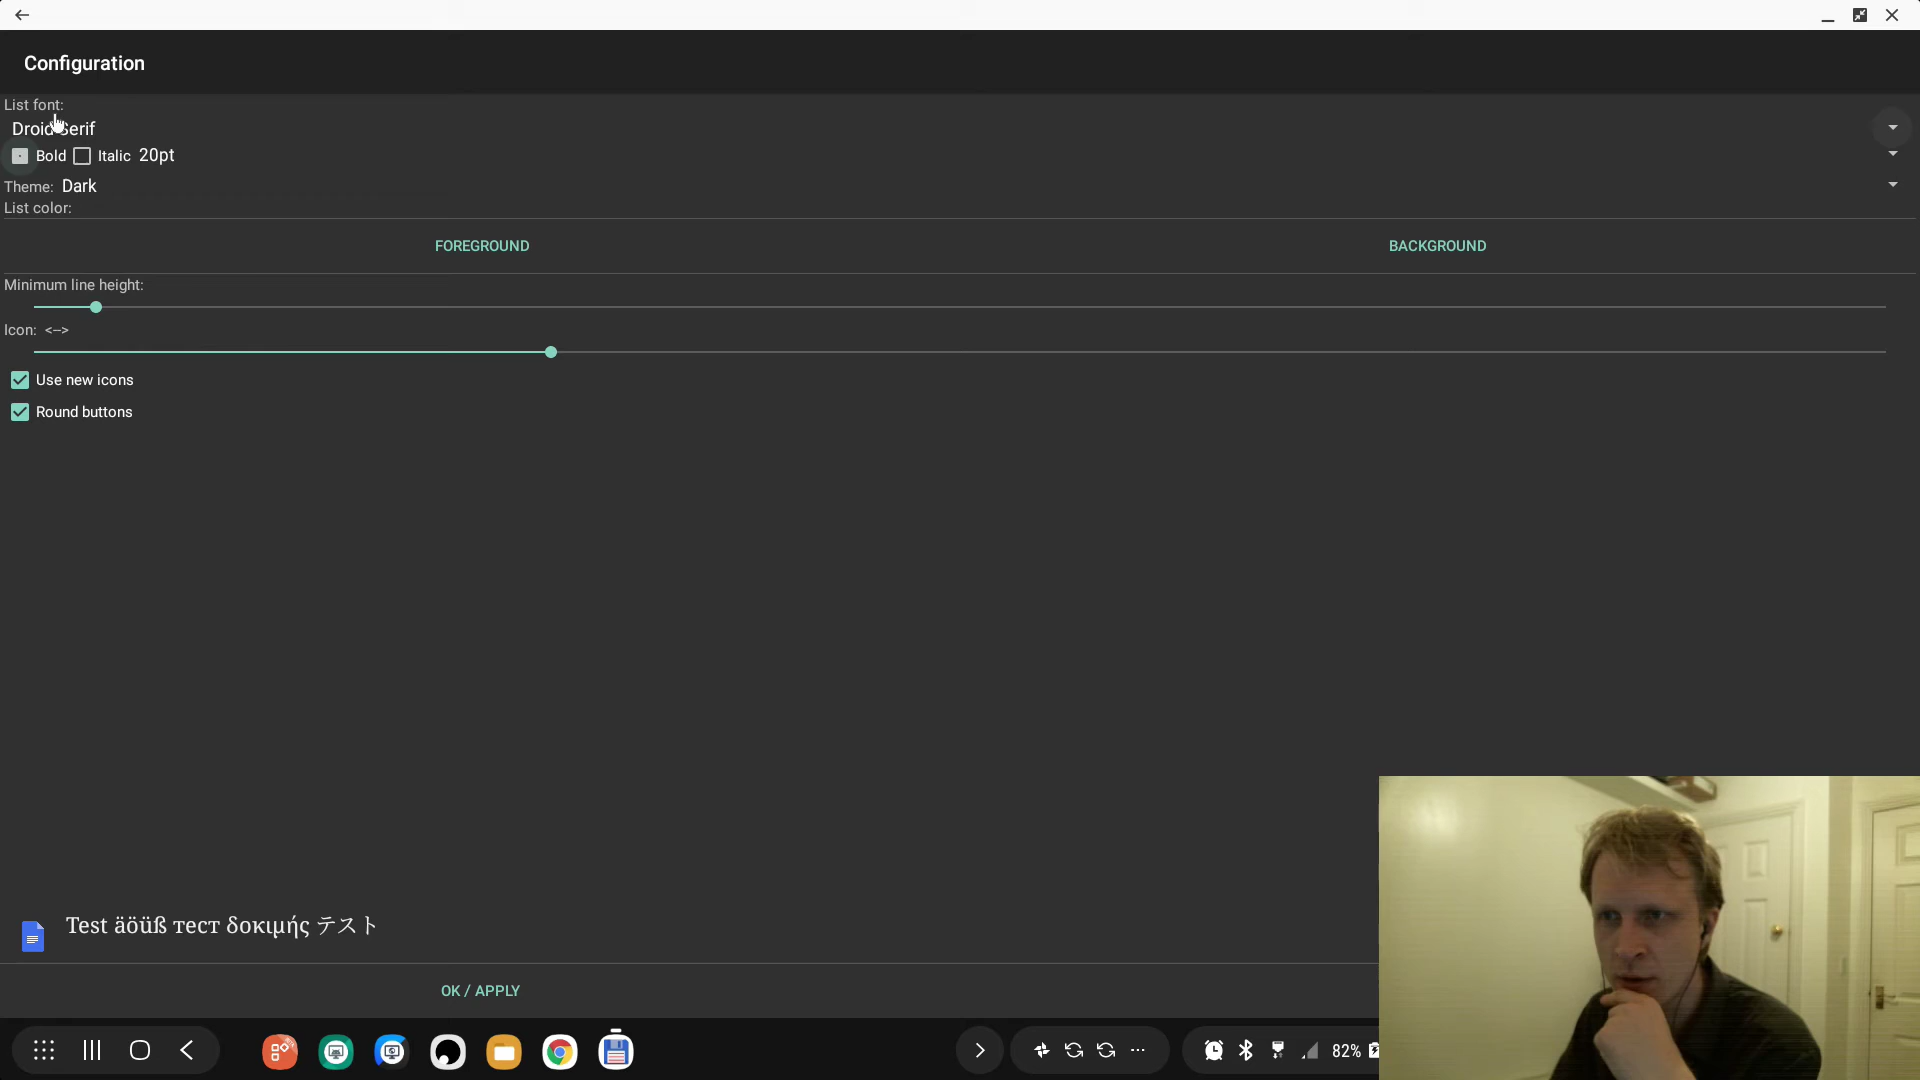 Configuration
List font:
Droid Serif
Bold Italic 20pt
Theme: Dark
List color:
FOREGROUND BACKGROUND
Minimum line height:
Icon: <-->
Use new icons
Round buttons
Test äöüß тест δοκιμής テスト
OK / APPLY
82%